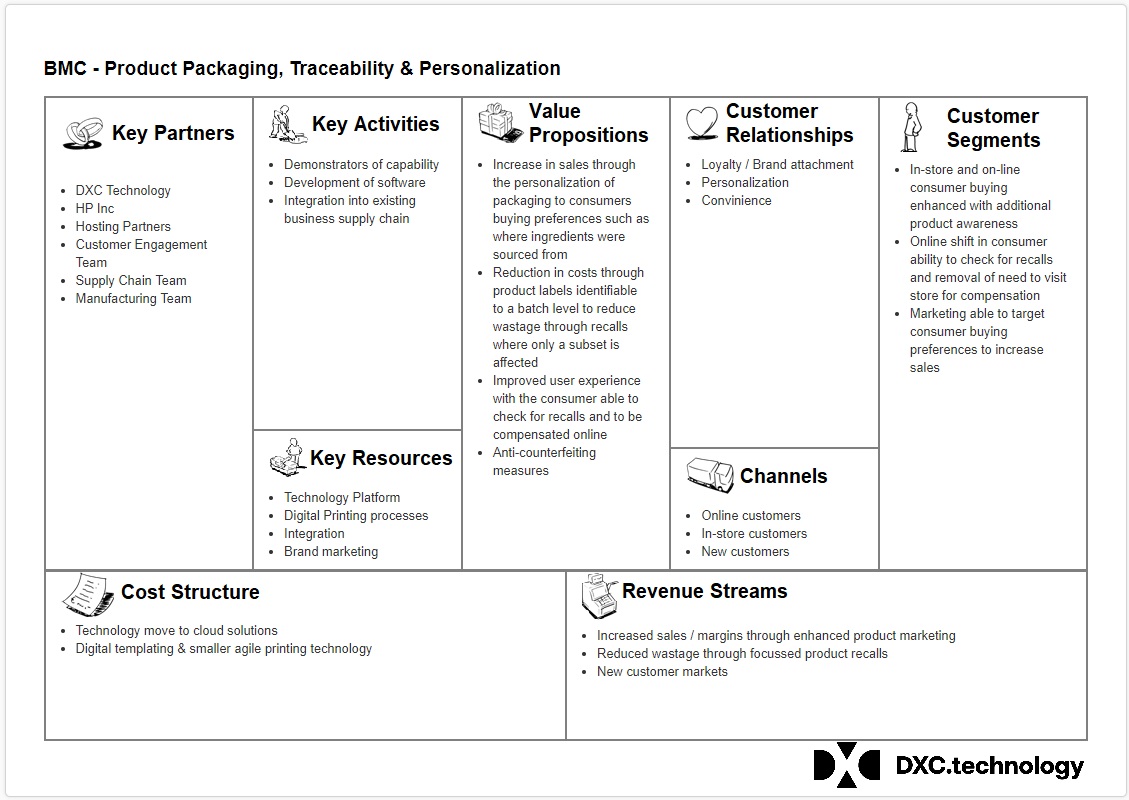 BMC - Product Packaging, Traceability & Personalization
Key Partners
• DXC Technology
• HP Inc
• Hosting Partners
• Customer Engagement
Team
• Supply Chain Team
• Manufacturing Team
Key Activities
• Demonstrators of capability
• Development of software
• Integration into existing
business supply chain
Key Resources
• Technology Platform
• Digital Printing processes
• Integration
• Brand marketing
Value
Propositions
• Increase in sales through
the personalization of
packaging to consumers
buying preferences such as
where ingredients were
sourced from
• Reduction in costs through
product labels identifiable
to a batch level to reduce
wastage through recalls
where only a subset is
affected
• Improved user experience
with the consumer able to
check for recalls and to be
compensated online
• Anti-counterfeiting
measures
Customer
Relationships
• Loyalty / Brand attachment
• Personalization
• Convinience
Channels
• Online customers
• In-store customers
• New customers
Customer
Segments
• In-store and on-line
consumer buying
enhanced with additional
product awareness
• Online shift in consumer
ability to check for recalls
and removal of need to visit
store for compensation
• Marketing able to target
consumer buying
preferences to increase
sales
Cost Structure
• Technology move to cloud solutions
• Digital templating & smaller agile printing technology
Revenue Streams
• Increased sales / margins through enhanced product marketing
• Reduced wastage through focussed product recalls
• New customer markets
DXC.technology